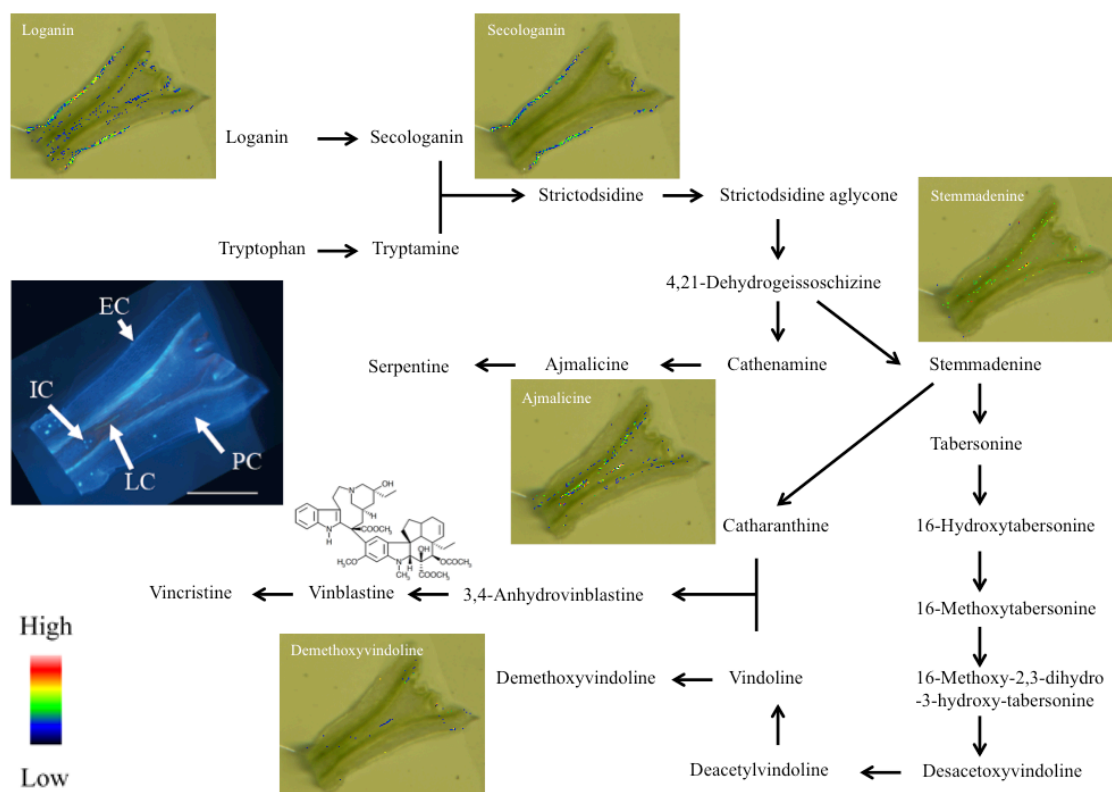 Loganin
Secologanin
Loganin
Secologanin
Strictodsidine
Strictodsidine aglycone
Stemmadenine
Tryptophan
Tryptamine
4,21-Dehydrogeissoschizine
EC
IC
LC
PC
Serpentine
Ajmalicine
Cathenamine
Stemmadenine
Ajmalicine
Tabersonine
OH
N
N
H
H
COOCH₃
CH₃O
N
CH₃
H
OH
COOCH₃
OCOCH₃
Catharanthine
16-Hydroxytabersonine
Vincristine
Vinblastine
3,4-Anhydrovinblastine
16-Methoxytabersonine
High
Low
Demethoxyvindoline
Demethoxyvindoline
Vindoline
16-Methoxy-2,3-dihydro
-3-hydroxy-tabersonine
Deacetylvindoline
Desacetoxyvindoline